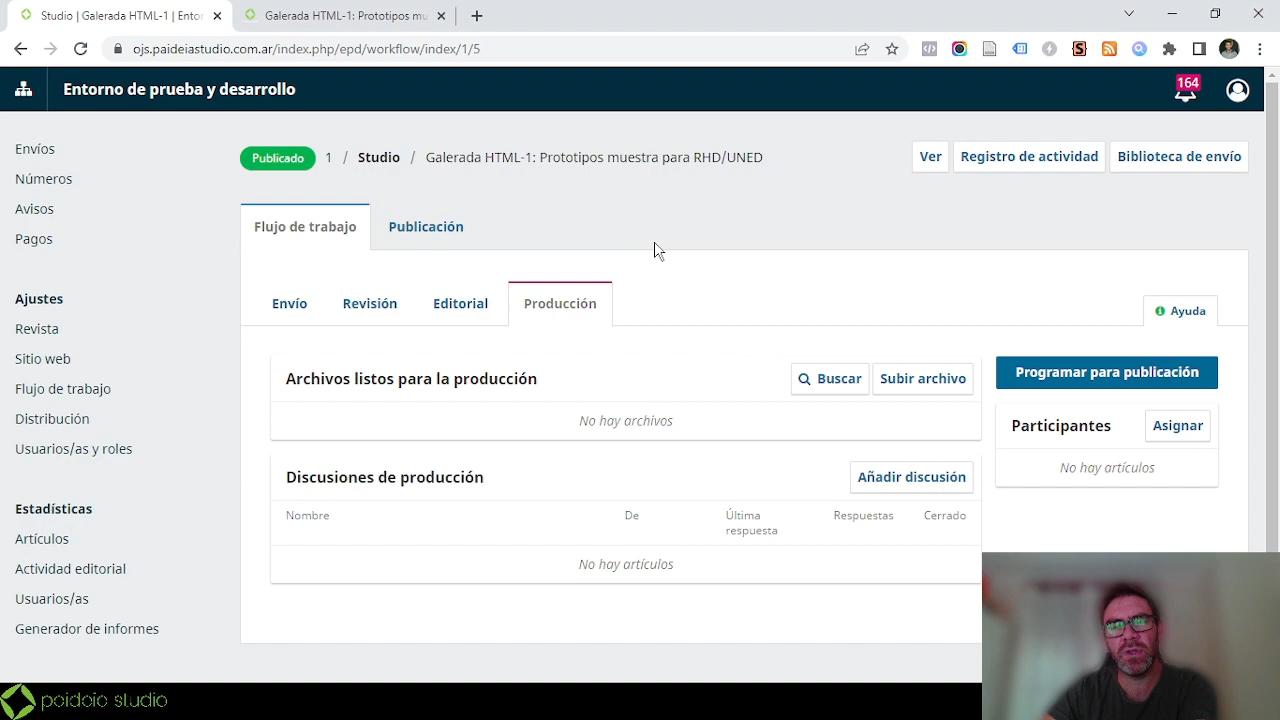 Studio | Galerada HTML-1 | Entor
Galerada HTML-1: Prototipos mu
ojs.paideiastudio.com.ar/index.php/epd/workflow/index/1/5
Entorno de prueba y desarrollo
164
Envíos
Números
Avisos
Pagos
Ajustes
Revista
Sitio web
Flujo de trabajo
Distribución
Usuarios/as y roles
Estadísticas
Artículos
Actividad editorial
Usuarios/as
Generador de informes
Publicado 1 / Studio / Galerada HTML-1: Prototipos muestra para RHD/UNED
Ver
Registro de actividad
Biblioteca de envío
Flujo de trabajo
Publicación
Envío
Revisión
Editorial
Producción
Ayuda
Archivos listos para la producción
Buscar
Subir archivo
No hay archivos
Discusiones de producción
Añadir discusión
Nombre
De
Última
respuesta
Respuestas
Cerrado
No hay artículos
Programar para publicación
Participantes
Asignar
No hay artículos
paideia studio